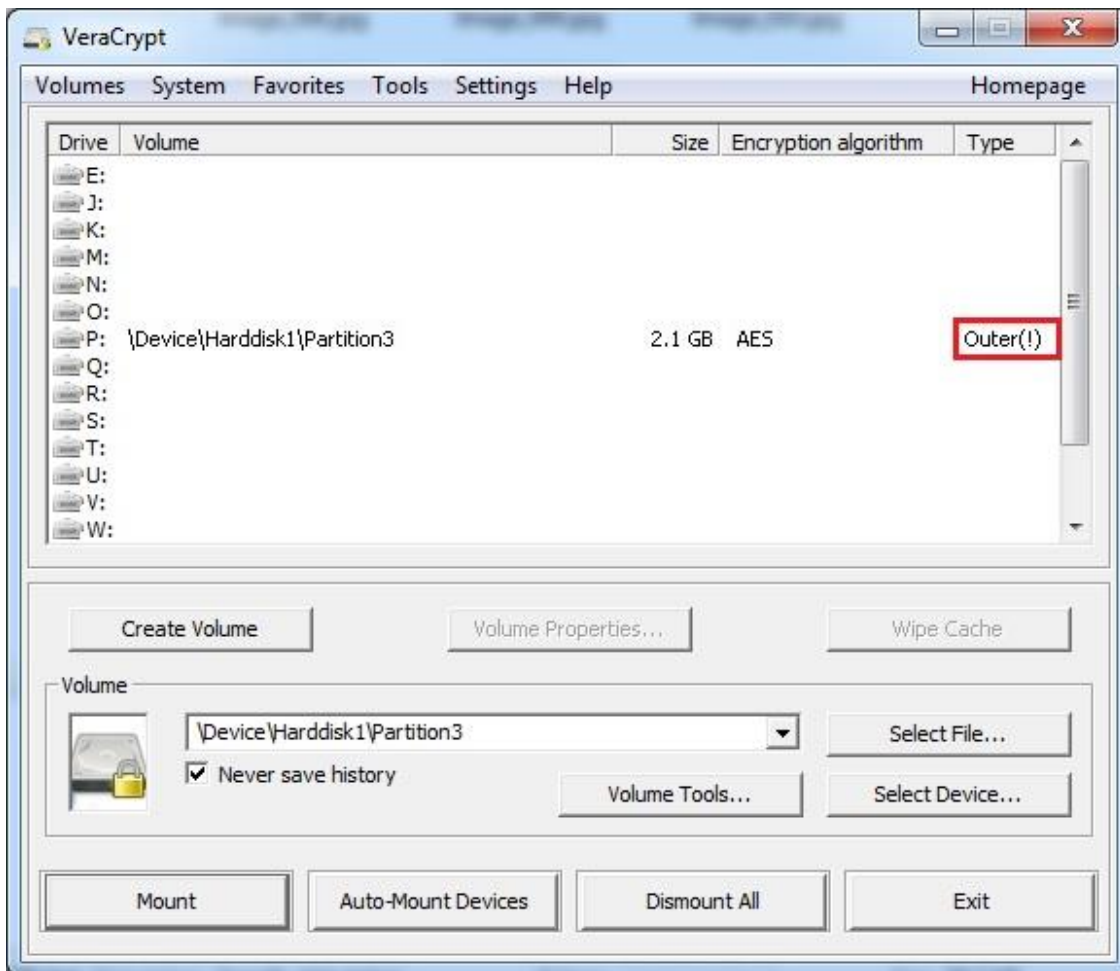 VeraCrypt
Volumes System Favorites Tools Settings Help Homepage
Drive Volume Size Encryption algorithm Type
E:
J:
K:
M:
N:
O:
P: \Device\Harddisk1\Partition3 2.1 GB AES Outer(!)
Q:
R:
S:
T:
U:
V:
W:
Create Volume Volume Properties... Wipe Cache
Volume
\Device\Harddisk1\Partition3 Select File...
Never save history
Volume Tools... Select Device...
Mount Auto-Mount Devices Dismount All Exit